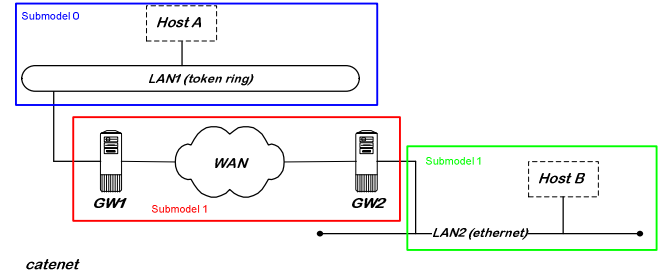 Submodel 0
Host A
LAN1 (token ring)
WAN
Submodel 1
Host B
GW1
GW2
Submodel 1
LAN2 (ethernet)
catenet